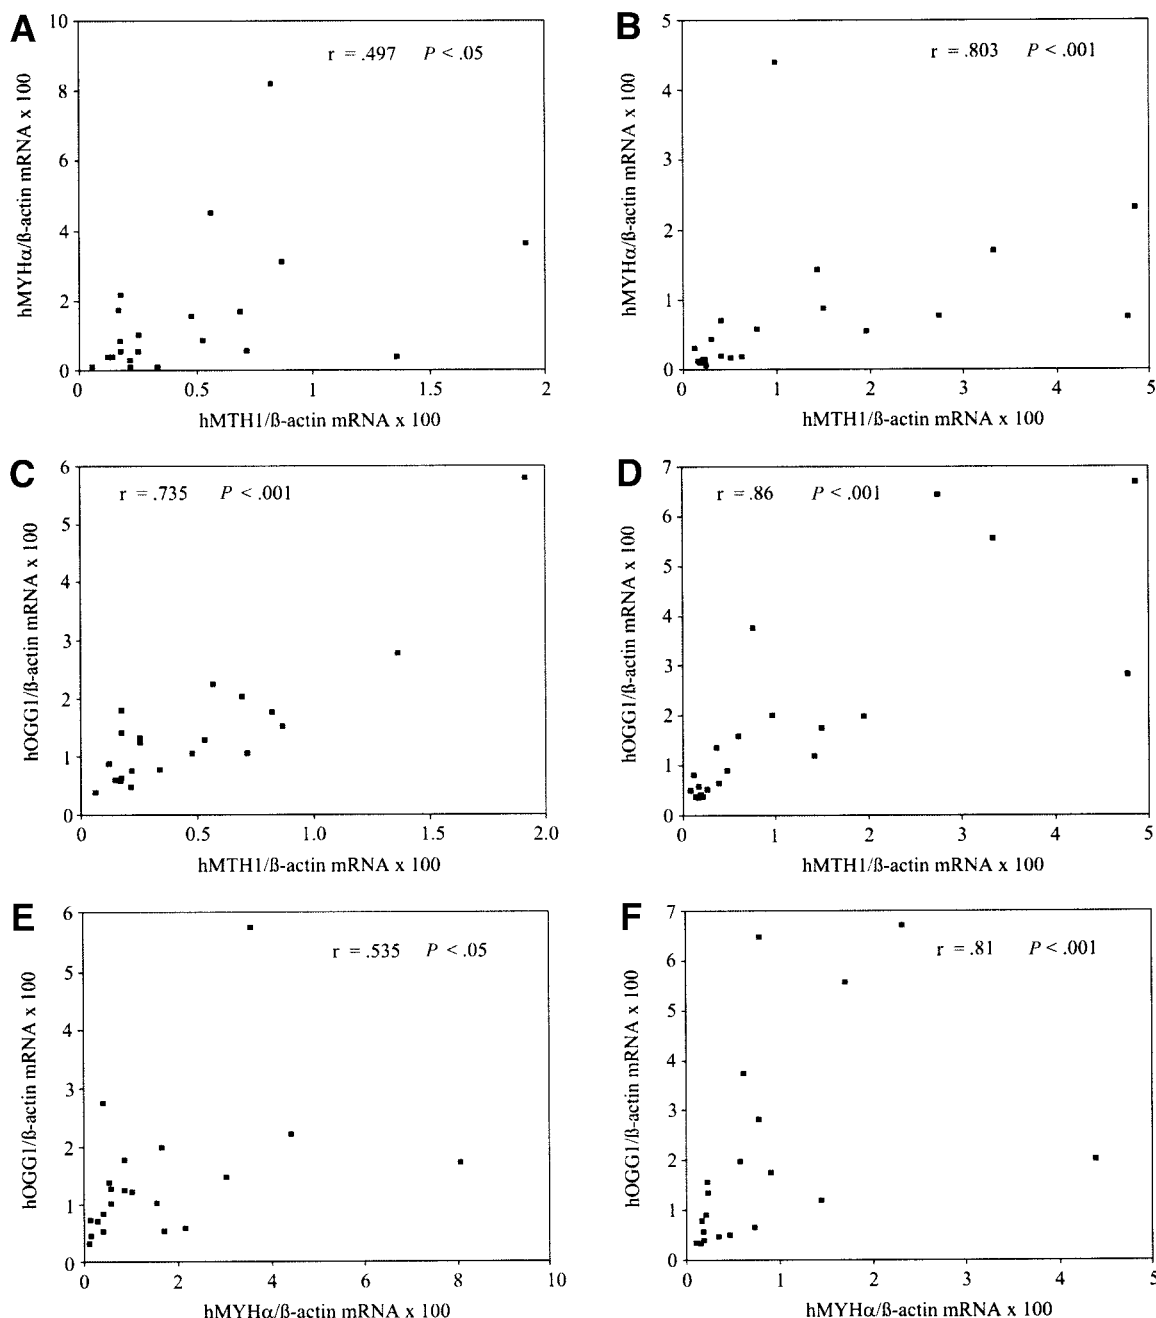 A
r = .497 P < .05
hMYHα/ß-actin mRNA x 100
10
8
6
4
2
0
0 0.5 1 1.5 2
hMTH1/ß-actin mRNA x 100
B
r = .803 P < .001
hMYHα/ß-actin mRNA x 100
5
4
3
2
1
0
0 1 2 3 4 5
hMTH1/ß-actin mRNA x 100
C
r = .735 P < .001
hOGG1/ß-actin mRNA x 100
6
5
4
3
2
1
0
0 0.5 1.0 1.5 2.0
hMTH1/ß-actin mRNA x 100
D
r = .86 P < .001
hOGG1/ß-actin mRNA x 100
7
6
5
4
3
2
1
0
0 1 2 3 4 5
hMTH1/ß-actin mRNA x 100
E
r = .535 P < .05
hOGG1/ß-actin mRNA x 100
6
5
4
3
2
1
0
0 2 4 6 8 10
hMYHα/ß-actin mRNA x 100
F
r = .81 P < .001
hOGG1/ß-actin mRNA x 100
7
6
5
4
3
2
1
0
0 1 2 3 4 5
hMYHα/ß-actin mRNA x 100